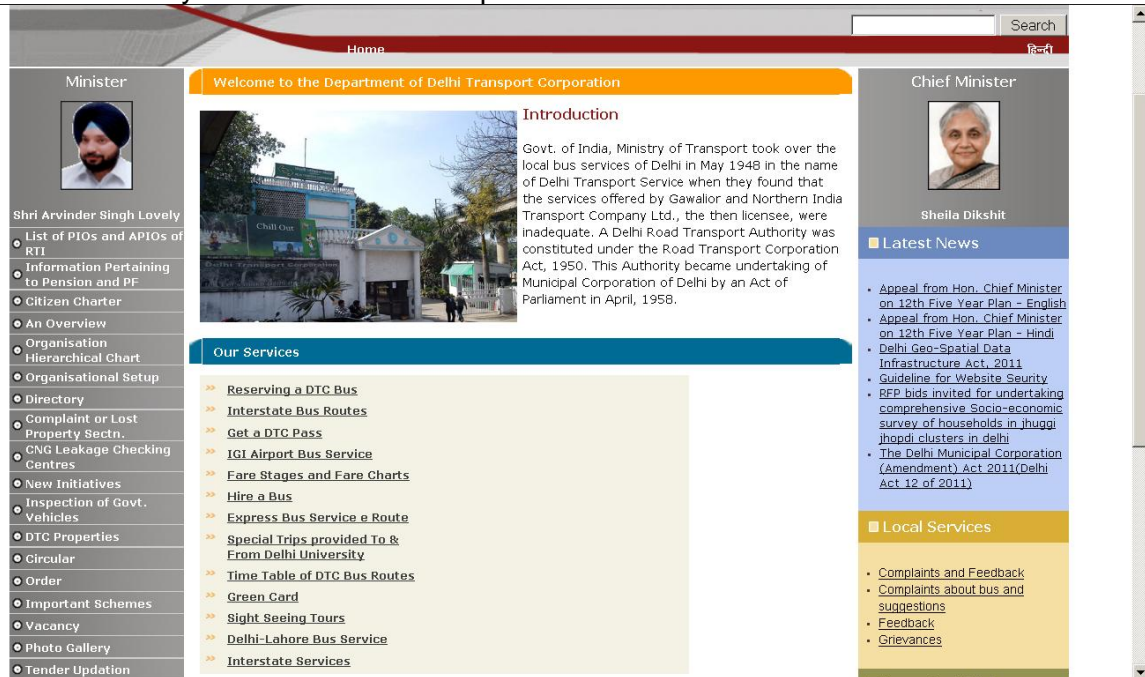 Search
Home
हिन्दी
Minister
Shri Arvinder Singh Lovely
List of PIOs and APIOs of
RTI
Information Pertaining
to Pension and PF
Citizen Charter
An Overview
Organisation
Hierarchical Chart
Organisational Setup
Directory
Complaint or Lost
Property Sectn.
CNG Leakage Checking
Centres
New Initiatives
Inspection of Govt.
Vehicles
DTC Properties
Circular
Order
Important Schemes
Vacancy
Photo Gallery
Tender Updation
Welcome to the Department of Delhi Transport Corporation
Chill Out
Delhi Transport Corporation
Introduction
Govt. of India, Ministry of Transport took over the
local bus services of Delhi in May 1948 in the name
of Delhi Transport Service when they found that
the services offered by Gawalior and Northern India
Transport Company Ltd., the then licensee, were
inadequate. A Delhi Road Transport Authority was
constituted under the Road Transport Corporation
Act, 1950. This Authority became undertaking of
Municipal Corporation of Delhi by an Act of
Parliament in April, 1958.
Our Services
Reserving a DTC Bus
Interstate Bus Routes
Get a DTC Pass
IGI Airport Bus Service
Fare Stages and Fare Charts
Hire a Bus
Express Bus Service e Route
Special Trips provided To &
From Delhi University
Time Table of DTC Bus Routes
Green Card
Sight Seeing Tours
Delhi-Lahore Bus Service
Interstate Services
Chief Minister
Sheila Dikshit
Latest News
Appeal from Hon. Chief Minister
on 12th Five Year Plan - English
Appeal from Hon. Chief Minister
on 12th Five Year Plan - Hindi
Delhi Geo-Spatial Data
Infrastructure Act, 2011
Guideline for Website Seurity
RFP bids invited for undertaking
comprehensive Socio-economic
survey of households in jhuggi
jhopdi clusters in delhi
The Delhi Municipal Corporation
(Amendment) Act 2011(Delhi
Act 12 of 2011)
Local Services
Complaints and Feedback
Complaints about bus and
suggestions
Feedback
Grievances